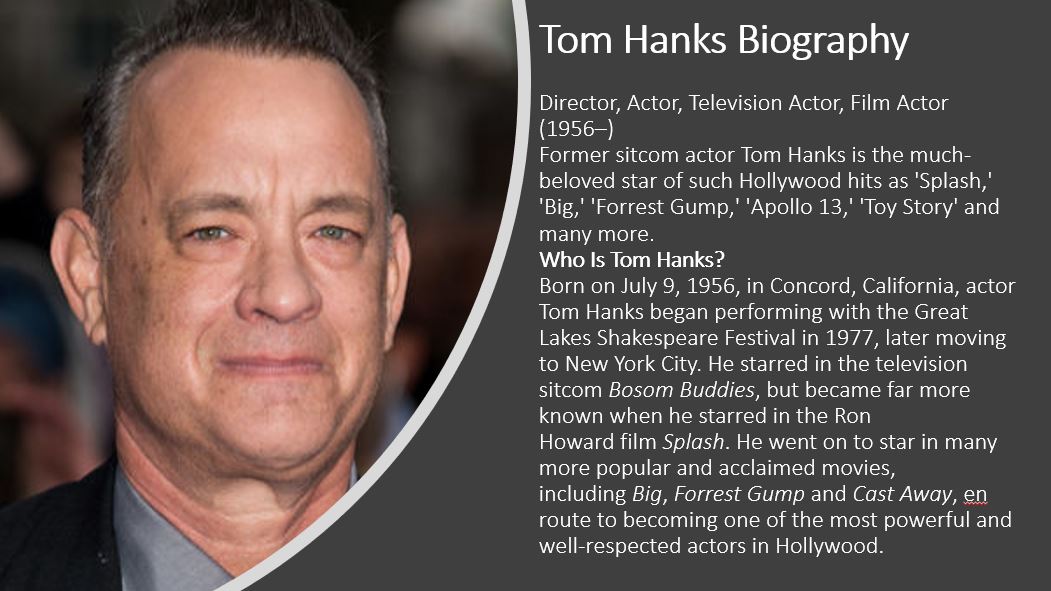 Tom Hanks Biography
Director, Actor, Television Actor, Film Actor
(1956–)
Former sitcom actor Tom Hanks is the much-
beloved star of such Hollywood hits as 'Splash,'
'Big,' 'Forrest Gump,' 'Apollo 13,' 'Toy Story' and
many more.
Who Is Tom Hanks?
Born on July 9, 1956, in Concord, California, actor
Tom Hanks began performing with the Great
Lakes Shakespeare Festival in 1977, later moving
to New York City. He starred in the television
sitcom Bosom Buddies, but became far more
known when he starred in the Ron
Howard film Splash. He went on to star in many
more popular and acclaimed movies,
including Big, Forrest Gump and Cast Away, en
route to becoming one of the most powerful and
well-respected actors in Hollywood.